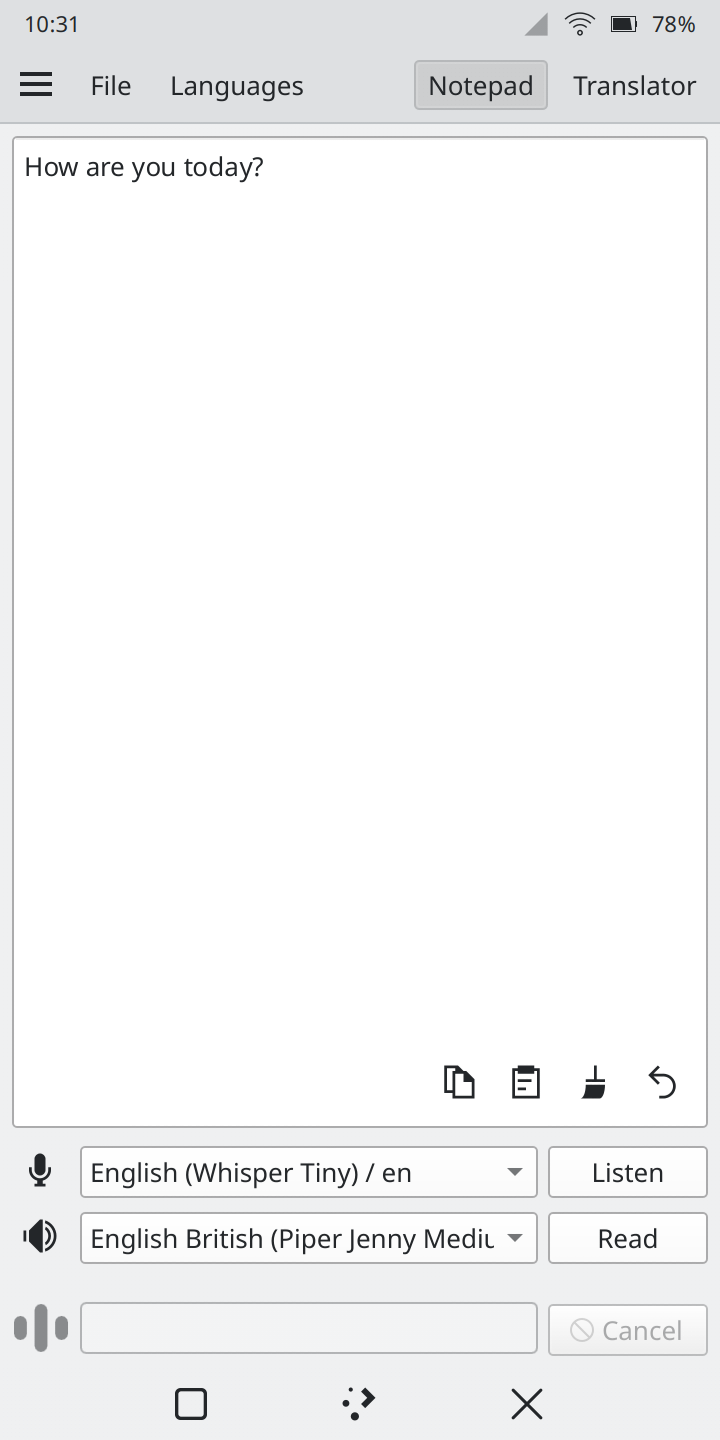 10:31 78%
File Languages Notepad Translator
How are you today?
English (Whisper Tiny) / en Listen
English British (Piper Jenny Mediu Read
Cancel